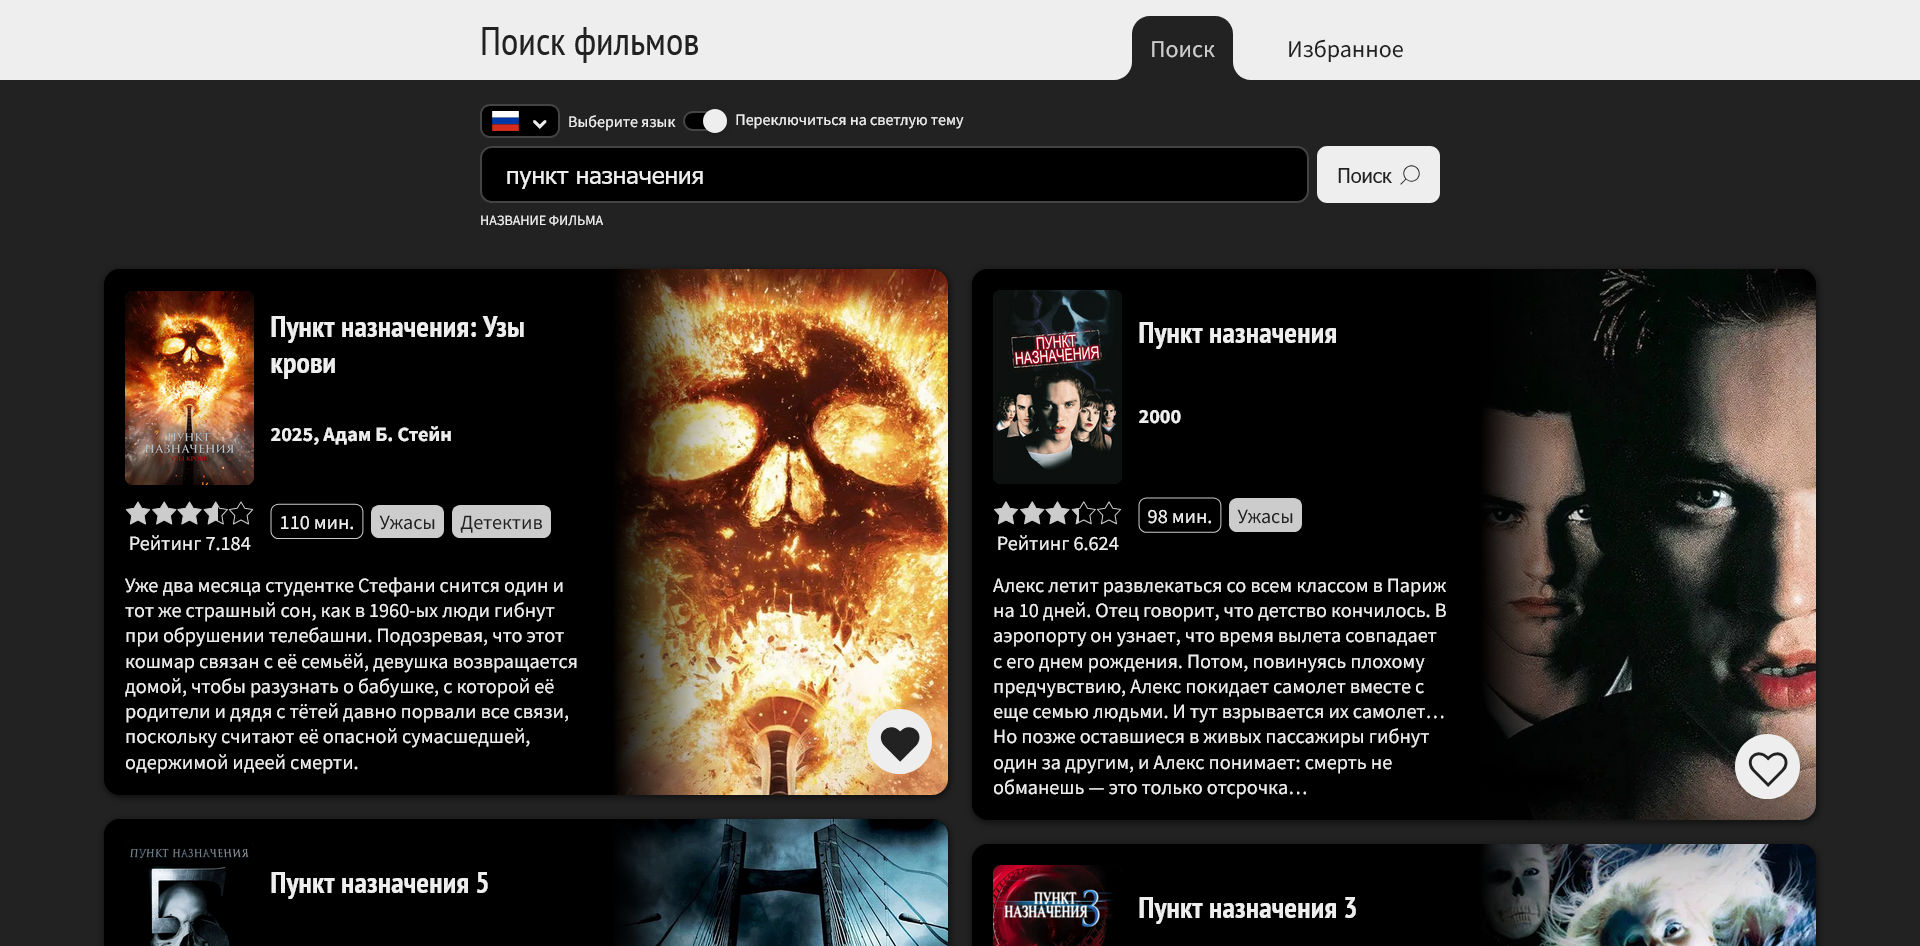 Поиск фильмов
Поиск
Избранное
Выберите язык
Переключиться на светлую тему
пункт назначения
Поиск
НАЗВАНИЕ ФИЛЬМА
ПУНКТ
НАЗНАЧЕНИЯ
УЗЫ КРОВИ
Пункт назначения: Узы
крови
2025, Адам Б. Стейн
110 мин.
Ужасы
Детектив
Рейтинг 7.184
Уже два месяца студентке Стефани снится один и
тот же страшный сон, как в 1960-ых люди гибнут
при обрушении телебашни. Подозревая, что этот
кошмар связан с её семьёй, девушка возвращается
домой, чтобы разузнать о бабушке, с которой её
родители и дядя с тётей давно порвали все связи,
поскольку считают её опасной сумасшедшей,
одержимой идеей смерти.
ПУНКТ
НАЗНАЧЕНИЯ
Пункт назначения
2000
98 мин.
Ужасы
Рейтинг 6.624
Алекс летит развлекаться со всем классом в Париж
на 10 дней. Отец говорит, что детство кончилось. В
аэропорту он узнает, что время вылета совпадает
с его днем рождения. Потом, повинуясь плохому
предчувствию, Алекс покидает самолет вместе с
еще семью людьми. И тут взрывается их самолет…
Но позже оставшиеся в живых пассажиры гибнут
один за другим, и Алекс понимает: смерть не
обманешь — это только отсрочка…
ПУНКТ НАЗНАЧЕНИЯ
5
Пункт назначения 5
ПУНКТ
НАЗНАЧЕНИЯ 3
Пункт назначения 3